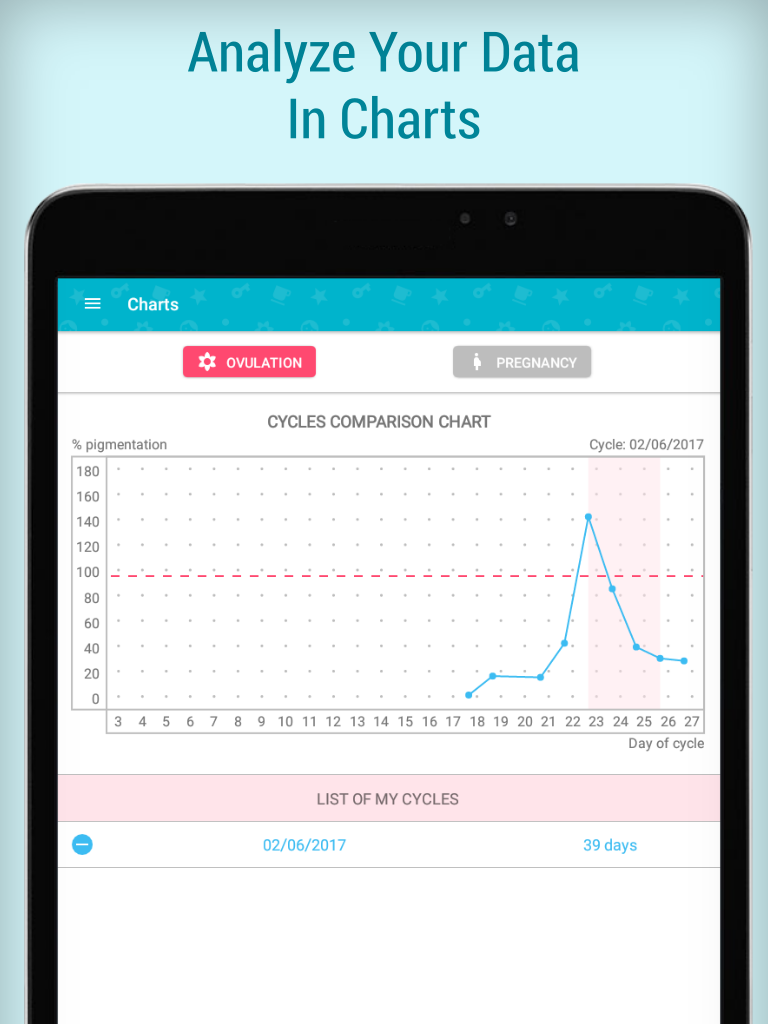 Analyze Your Data
In Charts
Charts
OVULATION
PREGNANCY
CYCLES COMPARISON CHART
% pigmentation
Cycle: 02/06/2017
180
160
140
120
100
80
60
40
20
0
3 4 5 6 7 8 9 10 11 12 13 14 15 16 17 18 19 20 21 22 23 24 25 26 27
Day of cycle
LIST OF MY CYCLES
02/06/2017 39 days